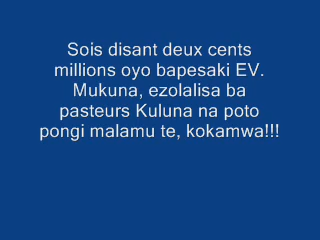 Sois disant deux cents
millions oyo bapesaki EV.
Mukuna, ezolalisa ba
pasteurs Kuluna na poto
pongi malamu te, kokamwa!!!